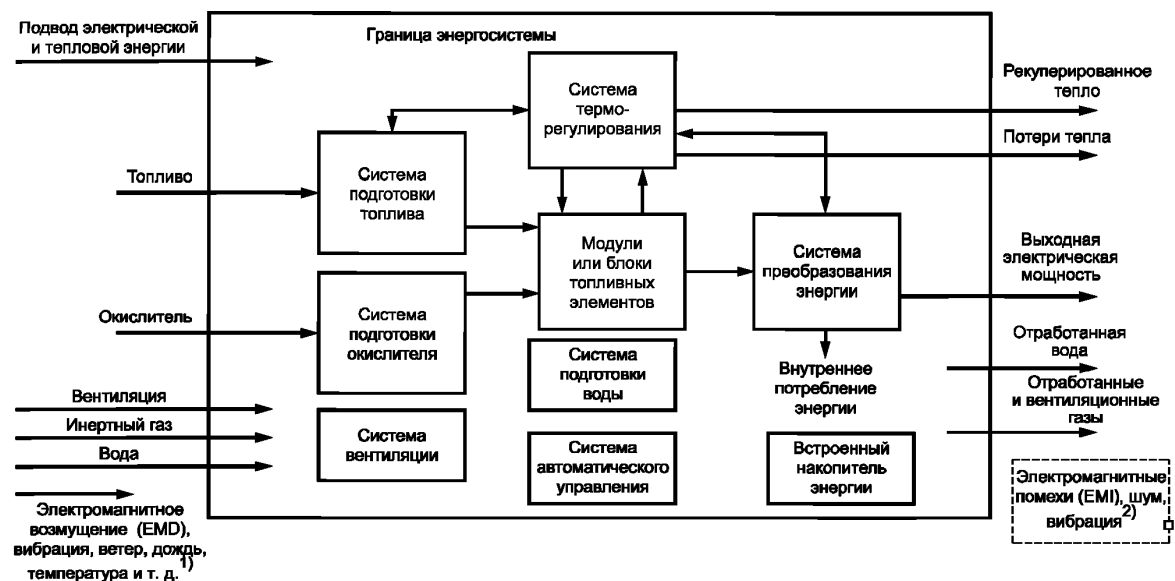 Подвод электрической
и тепловой энергии
Граница энергосистемы
Система
термо-
регулирования
Рекуперированное
тепло
Потери тепла
Топливо
Система
подготовки
топлива
Модули
или блоки
топливных
элементов
Система
преобразования
энергии
Выходная
электрическая
мощность
Окислитель
Система
подготовки
окислителя
Система
подготовки
воды
Внутреннее
потребление
энергии
Отработанная
вода
Отработанные
и вентиляционные
газы
Вентиляция
Инертный газ
Вода
Система
вентиляции
Система
автоматического
управления
Встроенный
накопитель
энергии
Электромагнитное
возмущение (EMD),
вибрация, ветер, дождь,
температура и т. д.1)
Электромагнитные
помехи (EMI), шум,
вибрация2)